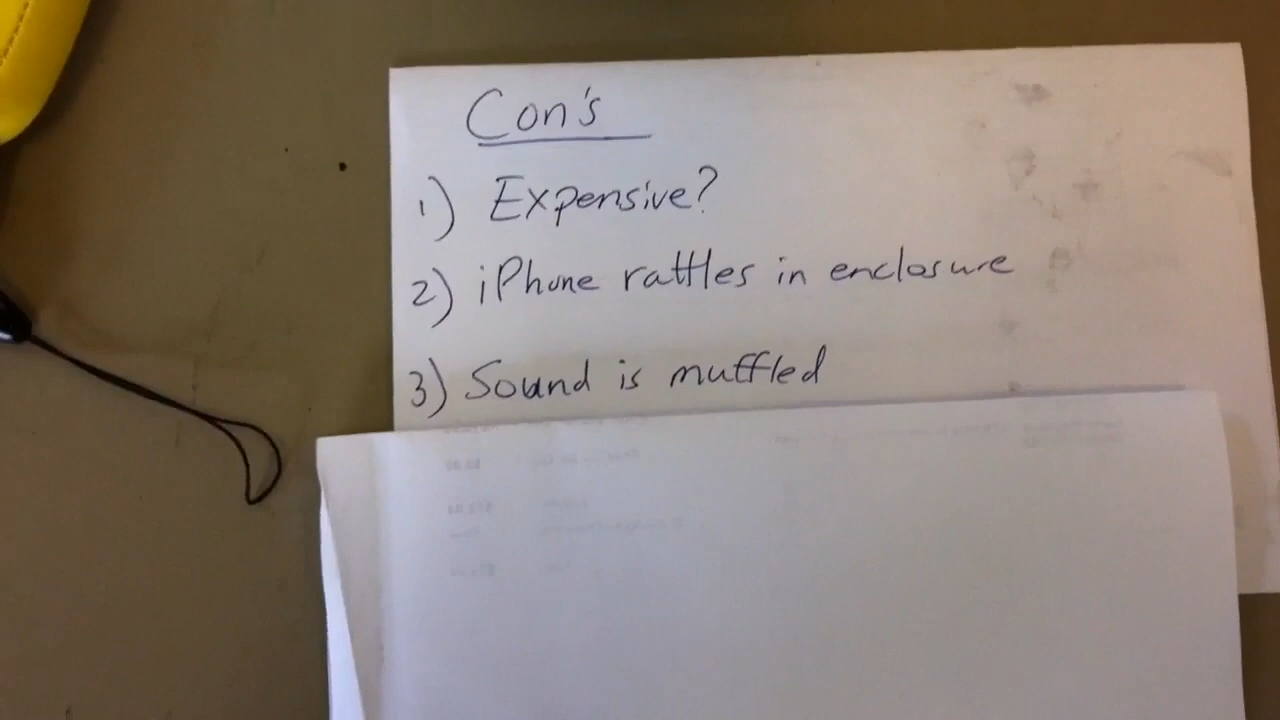 Con's
1) Expensive?
2) iPhone rattles in enclosure
3) Sound is muffled